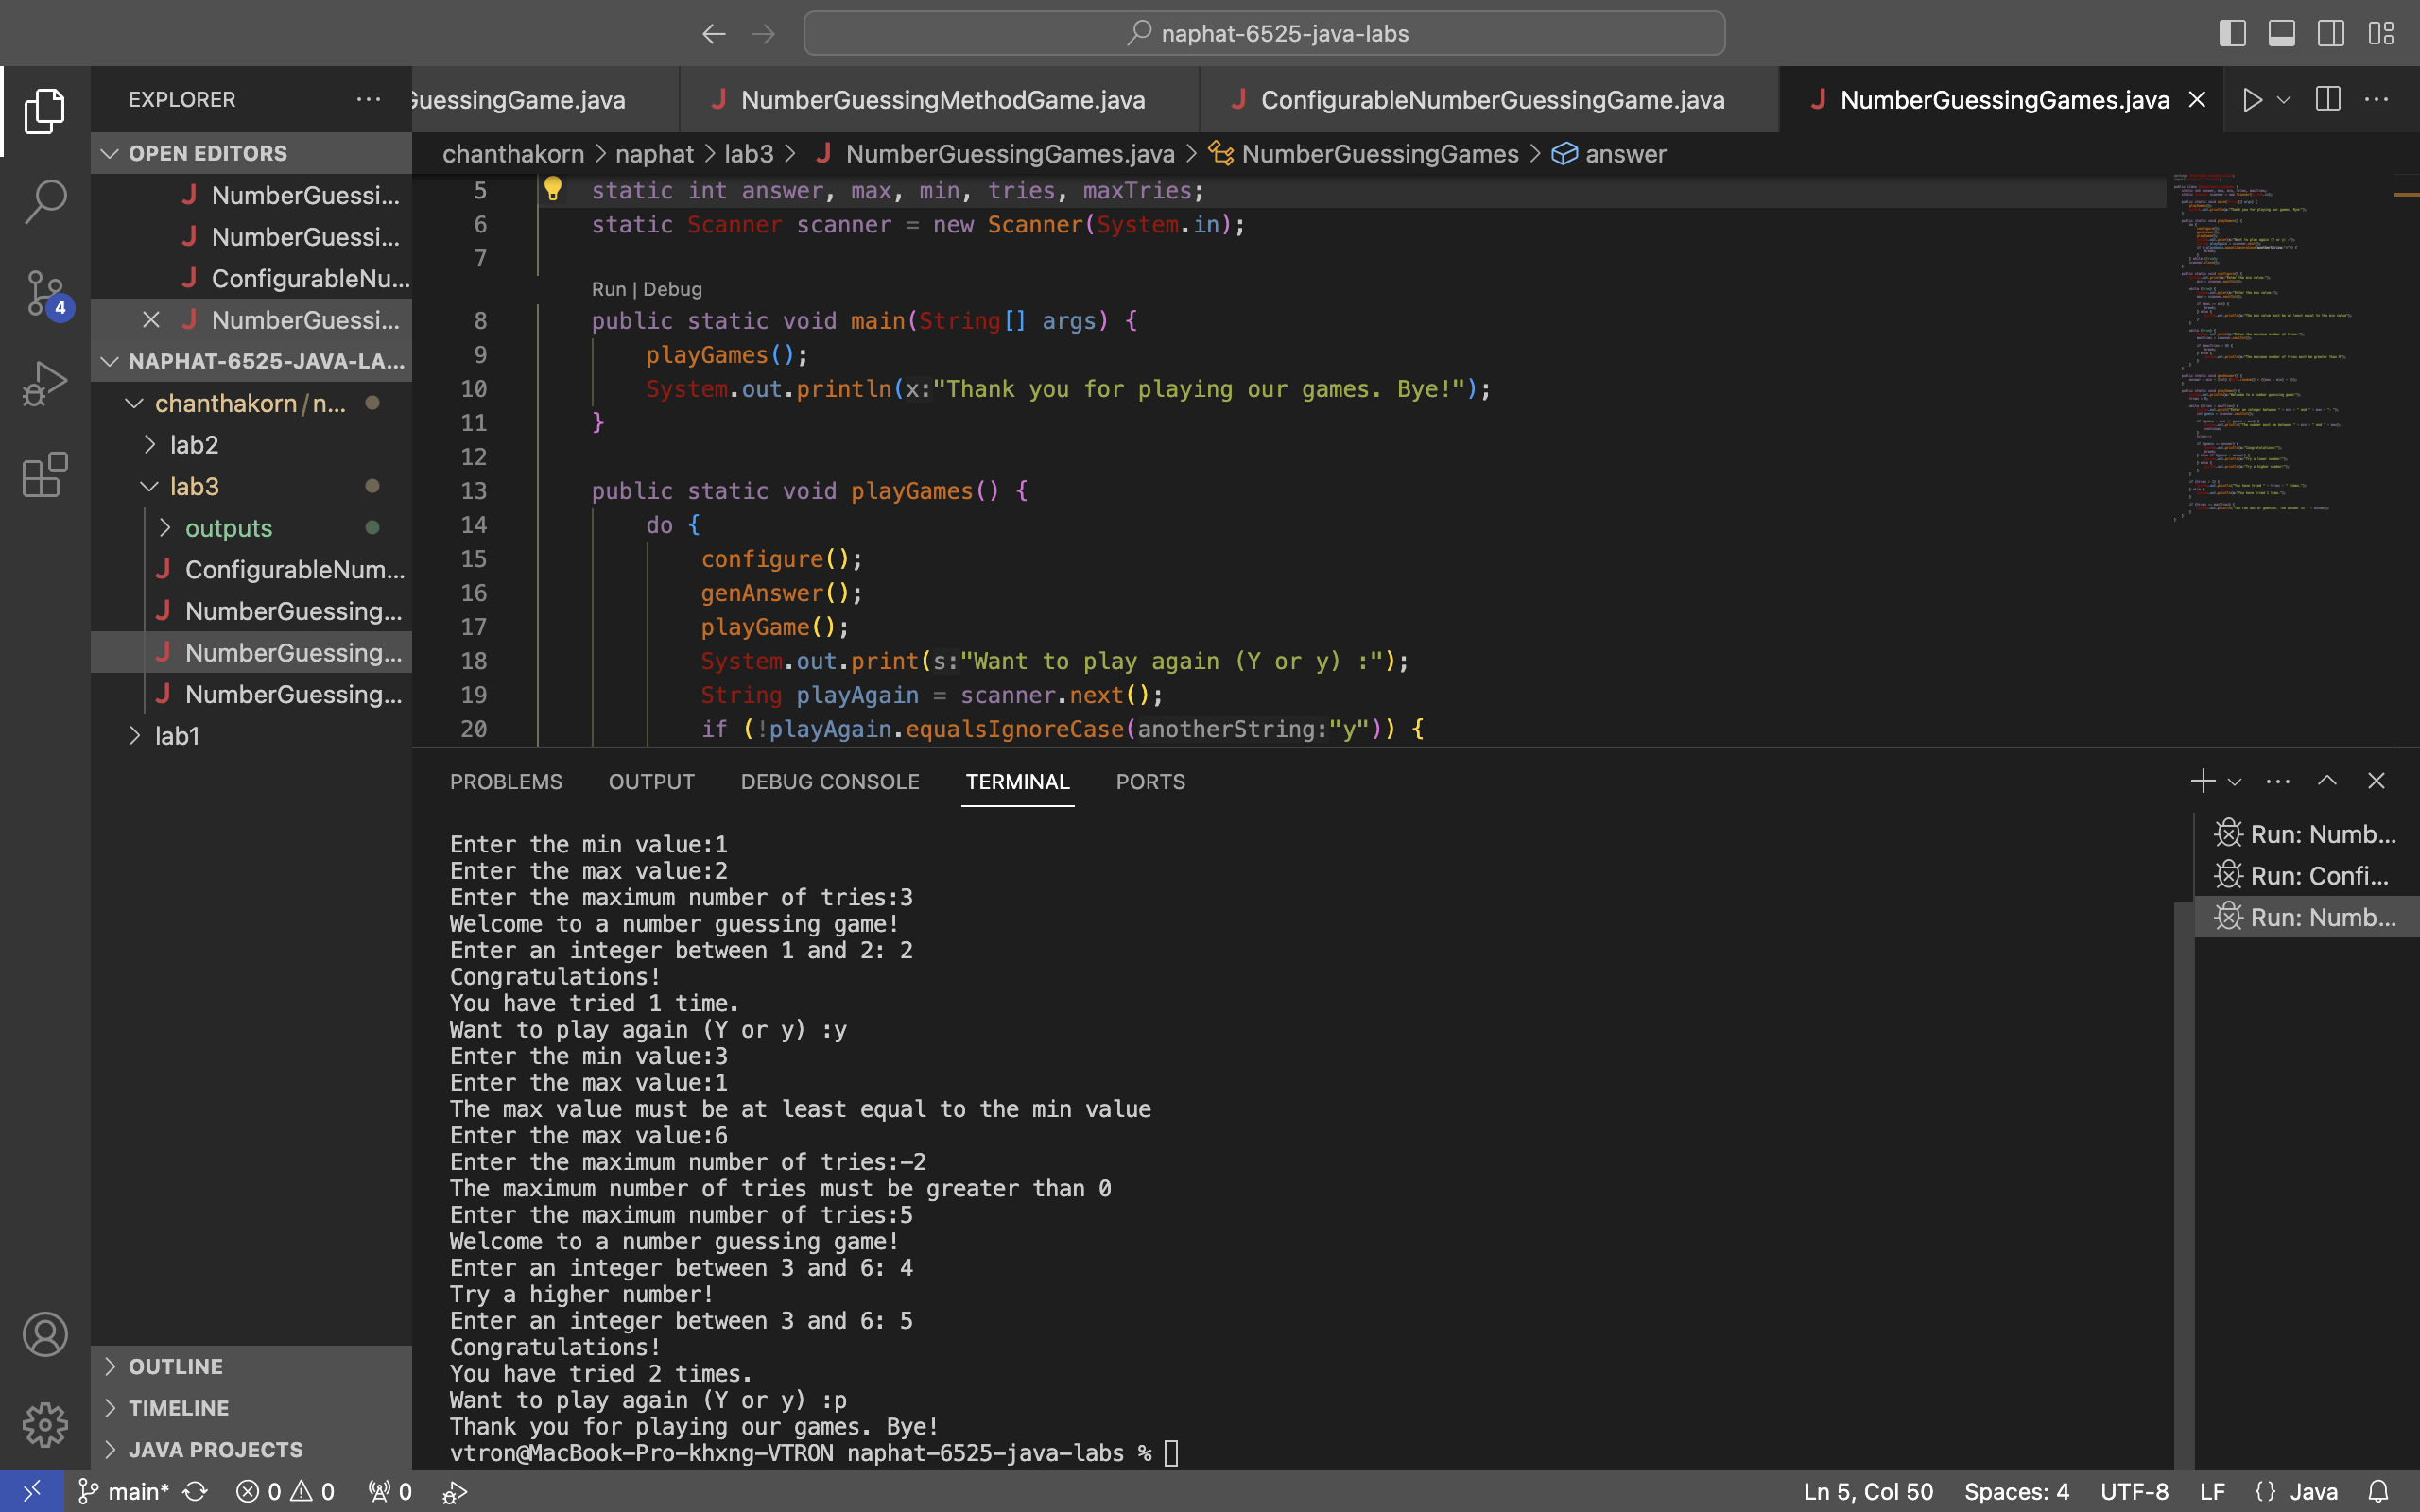 naphat-6525-java-labs
EXPLORER
GuessingGame.java
NumberGuessingMethodGame.java
ConfigurableNumberGuessingGame.java
NumberGuessingGames.java
OPEN EDITORS
NumberGuessi...
NumberGuessi...
ConfigurableNu...
NumberGuessi...
NAPHAT-6525-JAVA-LA...
chanthakorn/n...
lab2
lab3
outputs
ConfigurableNum...
NumberGuessing...
NumberGuessing...
NumberGuessing...
lab1
4
OUTLINE
TIMELINE
JAVA PROJECTS
chanthakorn > naphat > lab3 > NumberGuessingGames.java > NumberGuessingGames > answer
5 static int answer, max, min, tries, maxTries;
6 static Scanner scanner = new Scanner(System.in);
7
Run | Debug
8 public static void main(String[] args) {
9 playGames();
10 System.out.println(x:"Thank you for playing our games. Bye!");
11 }
12
13 public static void playGames() {
14 do {
15 configure();
16 genAnswer();
17 playGame();
18 System.out.print(s:"Want to play again (Y or y) :");
19 String playAgain = scanner.next();
20 if (!playAgain.equalsIgnoreCase(anotherString:"y")) {
PROBLEMS OUTPUT DEBUG CONSOLE TERMINAL PORTS
Enter the min value:1
Enter the max value:2
Enter the maximum number of tries:3
Welcome to a number guessing game!
Enter an integer between 1 and 2: 2
Congratulations!
You have tried 1 time.
Want to play again (Y or y) :y
Enter the min value:3
Enter the max value:1
The max value must be at least equal to the min value
Enter the max value:6
Enter the maximum number of tries:-2
The maximum number of tries must be greater than 0
Enter the maximum number of tries:5
Welcome to a number guessing game!
Enter an integer between 3 and 6: 4
Try a higher number!
Enter an integer between 3 and 6: 5
Congratulations!
You have tried 2 times.
Want to play again (Y or y) :p
Thank you for playing our games. Bye!
vtron@MacBook-Pro-khxng-VTRON naphat-6525-java-labs %
Run: Numb...
Run: Confi...
Run: Numb...
main* 0 0 0
Ln 5, Col 50 Spaces: 4 UTF-8 LF {} Java